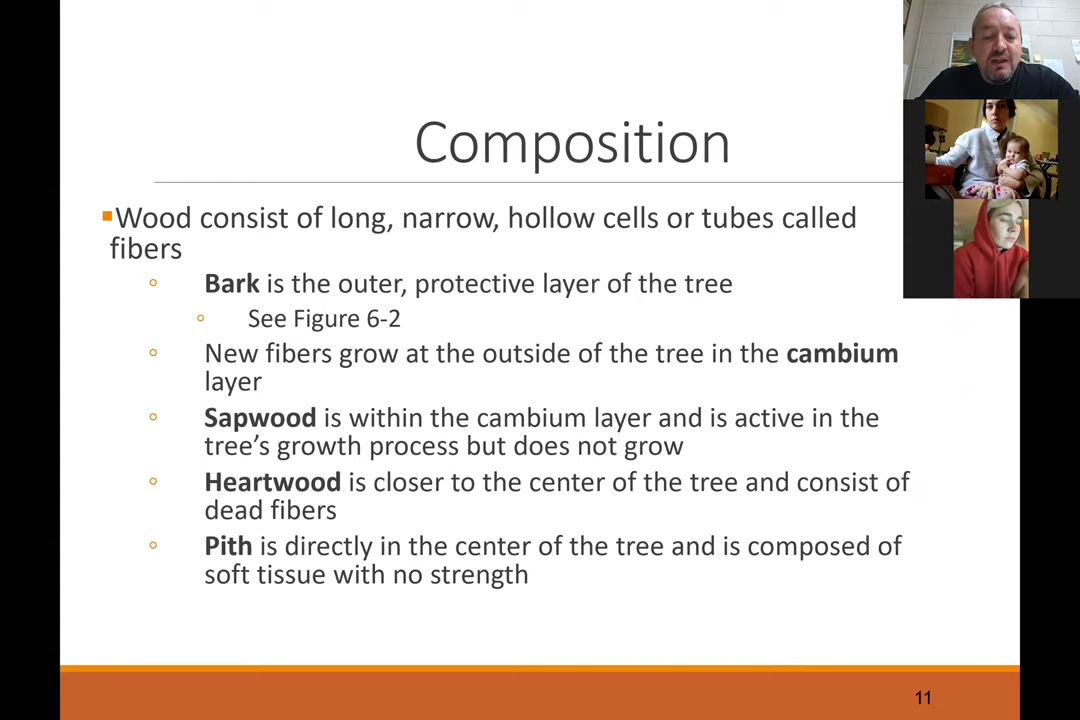 Composition
Wood consist of long, narrow, hollow cells or tubes called
fibers
Bark is the outer, protective layer of the tree
See Figure 6-2
New fibers grow at the outside of the tree in the cambium
layer
Sapwood is within the cambium layer and is active in the
tree's growth process but does not grow
Heartwood is closer to the center of the tree and consist of
dead fibers
Pith is directly in the center of the tree and is composed of
soft tissue with no strength
11